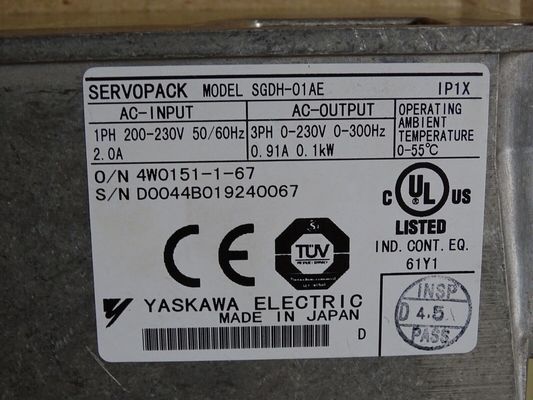 SERVOPACK MODEL SGDH-01AE IP1X
AC-INPUT
1PH 200-230V 50/60Hz
2.0A
AC-OUTPUT
3PH 0-230V 0-300Hz
0.91A 0.1kW
OPERATING
AMBIENT
TEMPERATURE
0-55°C
O/N 4W0151-1-67
S/N D0044B019240067
C UL US
LISTED
IND. CONT. EQ.
61Y1
CE
TÜV
YASKAWA ELECTRIC
MADE IN JAPAN
D
INSP
D 4.5
PASS